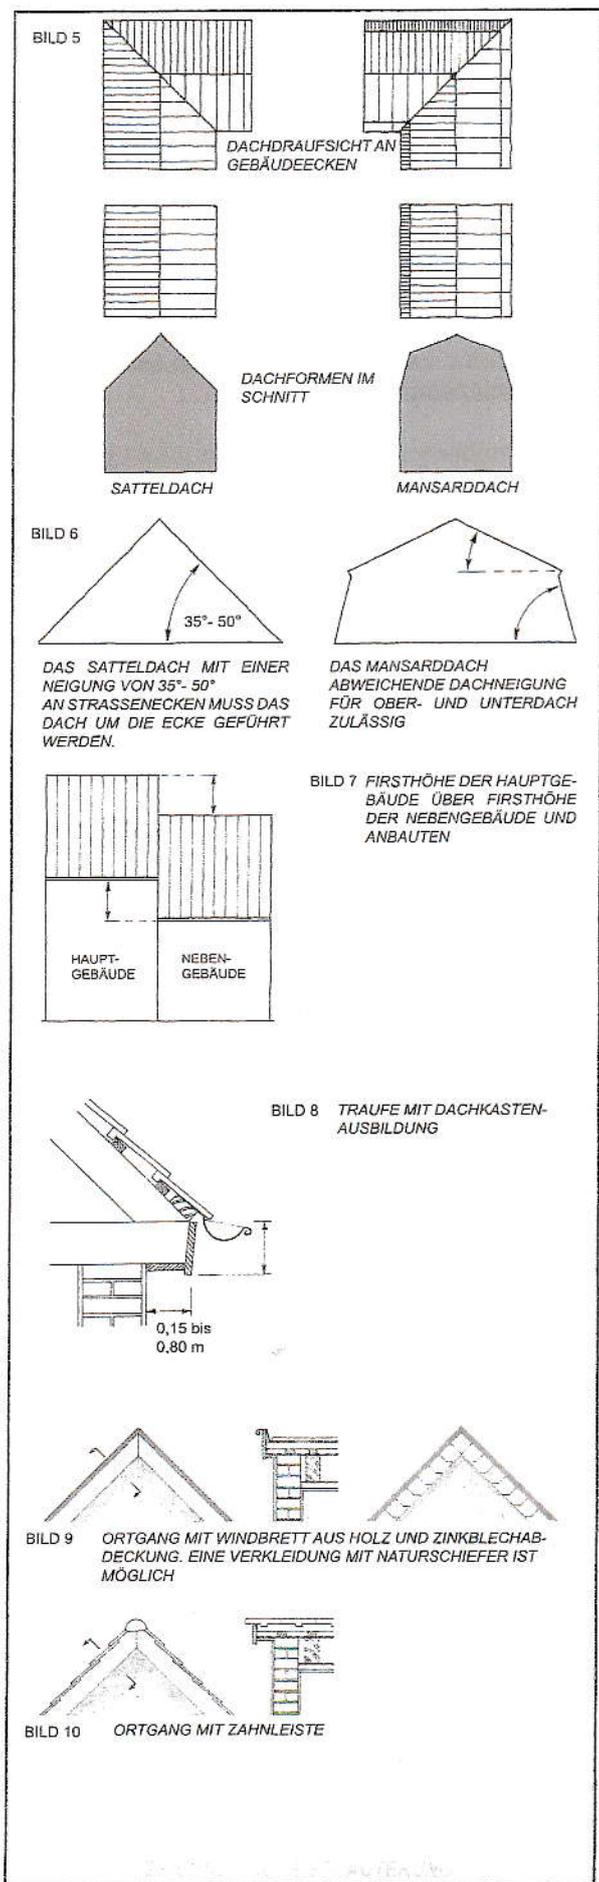 BILD 5
DACHDRAUFSICHT AN
GEBÄUDEECKEN
DACHFORMEN IM
SCHNITT
SATTELDACH
MANSARDDACH
BILD 6
35°- 50°
DAS SATTELDACH MIT EINER
NEIGUNG VON 35°- 50°
AN STRASSENECKEN MUSS DAS
DACH UM DIE ECKE GEFÜHRT
WERDEN.
DAS MANSARDDACH
ABWEICHENDE DACHNEIGUNG
FÜR OBER- UND UNTERDACH
ZULÄSSIG
BILD 7 FIRSTHÖHE DER HAUPTGE-
BÄUDE ÜBER FIRSTHÖHE
DER NEBENGEBÄUDE UND
ANBAUTEN
HAUPT-
GEBÄUDE
NEBEN-
GEBÄUDE
BILD 8 TRAUFE MIT DACHKASTEN-
AUSBILDUNG
0,15 bis
0,80 m
BILD 9 ORTGANG MIT WINDBRETT AUS HOLZ UND ZINKBLECHAB-
DECKUNG. EINE VERKLEIDUNG MIT NATURSCHIEFER IST
MÖGLICH
BILD 10 ORTGANG MIT ZAHNLEISTE